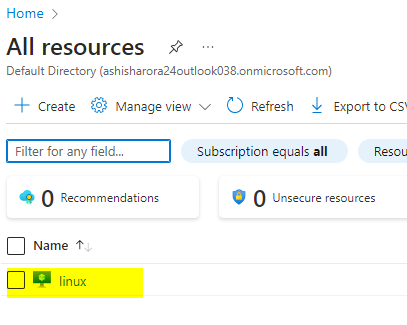 Home >
All resources ...
Default Directory (ashisharora24outlook038.onmicrosoft.com)
+ Create Manage view Refresh Export to CS
Filter for any field... Subscription equals all Resou
0 Recommendations 0 Unsecure resources
Name ↑↓
linux